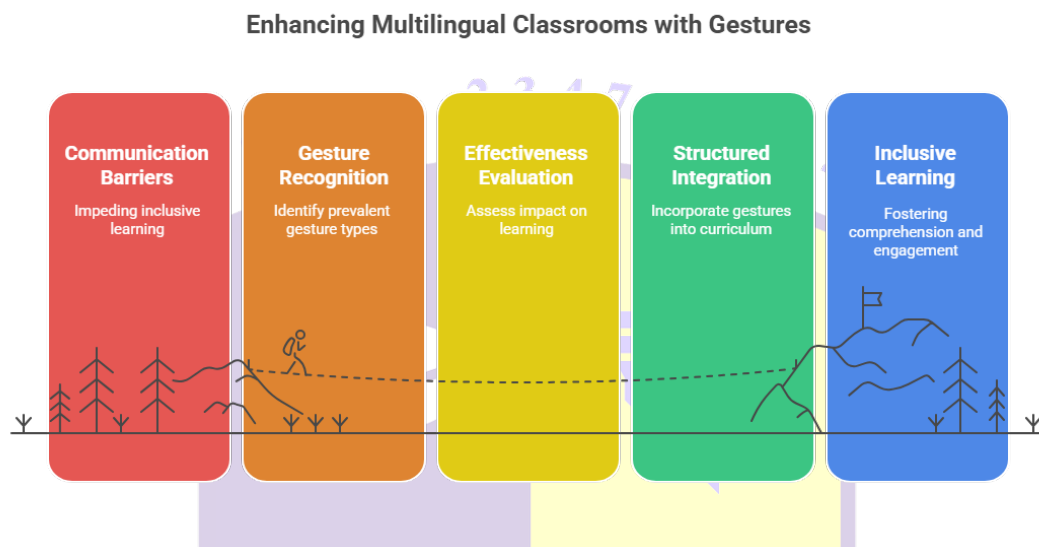 Enhancing Multilingual Classrooms with Gestures
Communication
Barriers
Impeding inclusive
learning
Gesture
Recognition
Identify prevalent
gesture types
Effectiveness
Evaluation
Assess impact on
learning
Structured
Integration
Incorporate gestures
into curriculum
Inclusive
Learning
Fostering
comprehension and
engagement